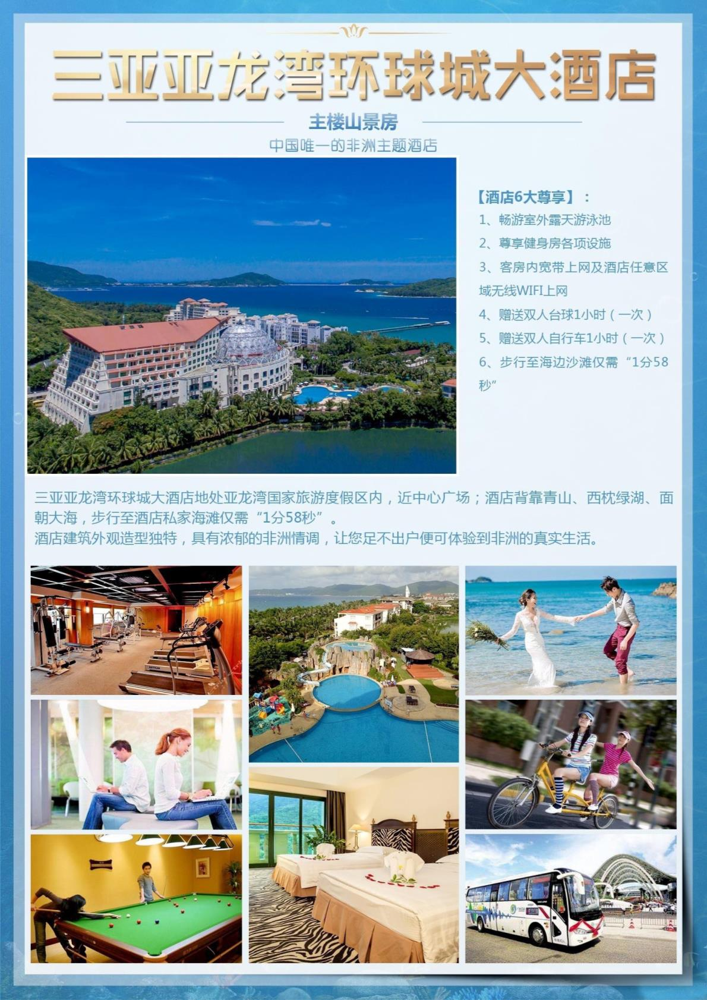 三亚亚龙湾环球城大酒店
主楼山景房
中国唯一的非洲主题酒店
【酒店6大尊享】：
1、畅游室外露天游泳池
2、尊享健身房各项设施
3、客房内宽带上网及酒店任意区
域无线WIFI上网
4、赠送双人台球1小时（一次）
5、赠送双人自行车1小时（一次）
6、步行至海边沙滩仅需“1分58
秒”
三亚亚龙湾环球城大酒店地处亚龙湾国家旅游度假区内，近中心广场；酒店背靠青山、西枕绿湖、面
朝大海，步行至酒店私家海滩仅需“1分58秒”。
酒店建筑外观造型独特，具有浓郁的非洲情调，让您足不出户便可体验到非洲的真实生活。